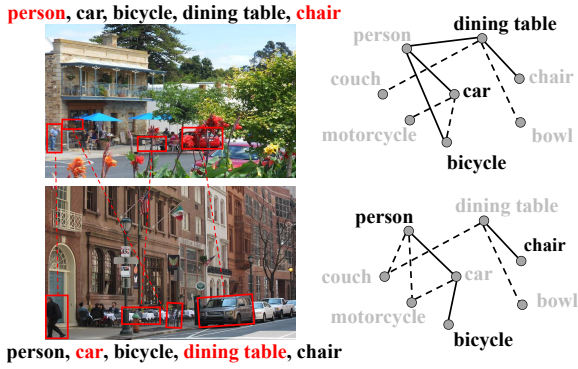 person, car, bicycle, dining table, chair
person
dining table
couch
car
chair
motorcycle
bowl
bicycle
person
dining table
chair
couch
car
motorcycle
bowl
bicycle
person, car, bicycle, dining table, chair